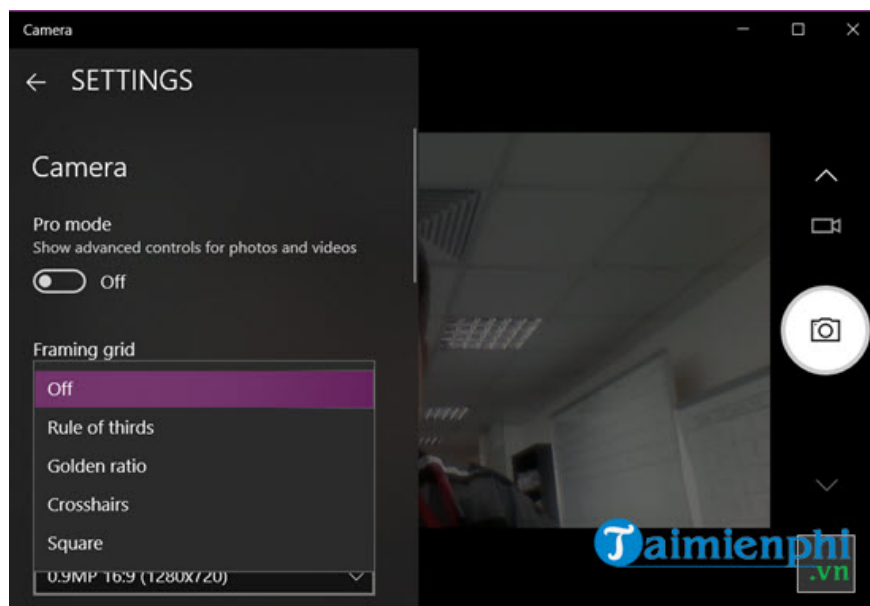 Camera
SETTINGS
Camera
Pro mode
Show advanced controls for photos and videos
Off
Framing grid
Off
Rule of thirds
Golden ratio
Crosshairs
Square
0.9MP 16:9 (1280x720)
Taimienphi
.vn